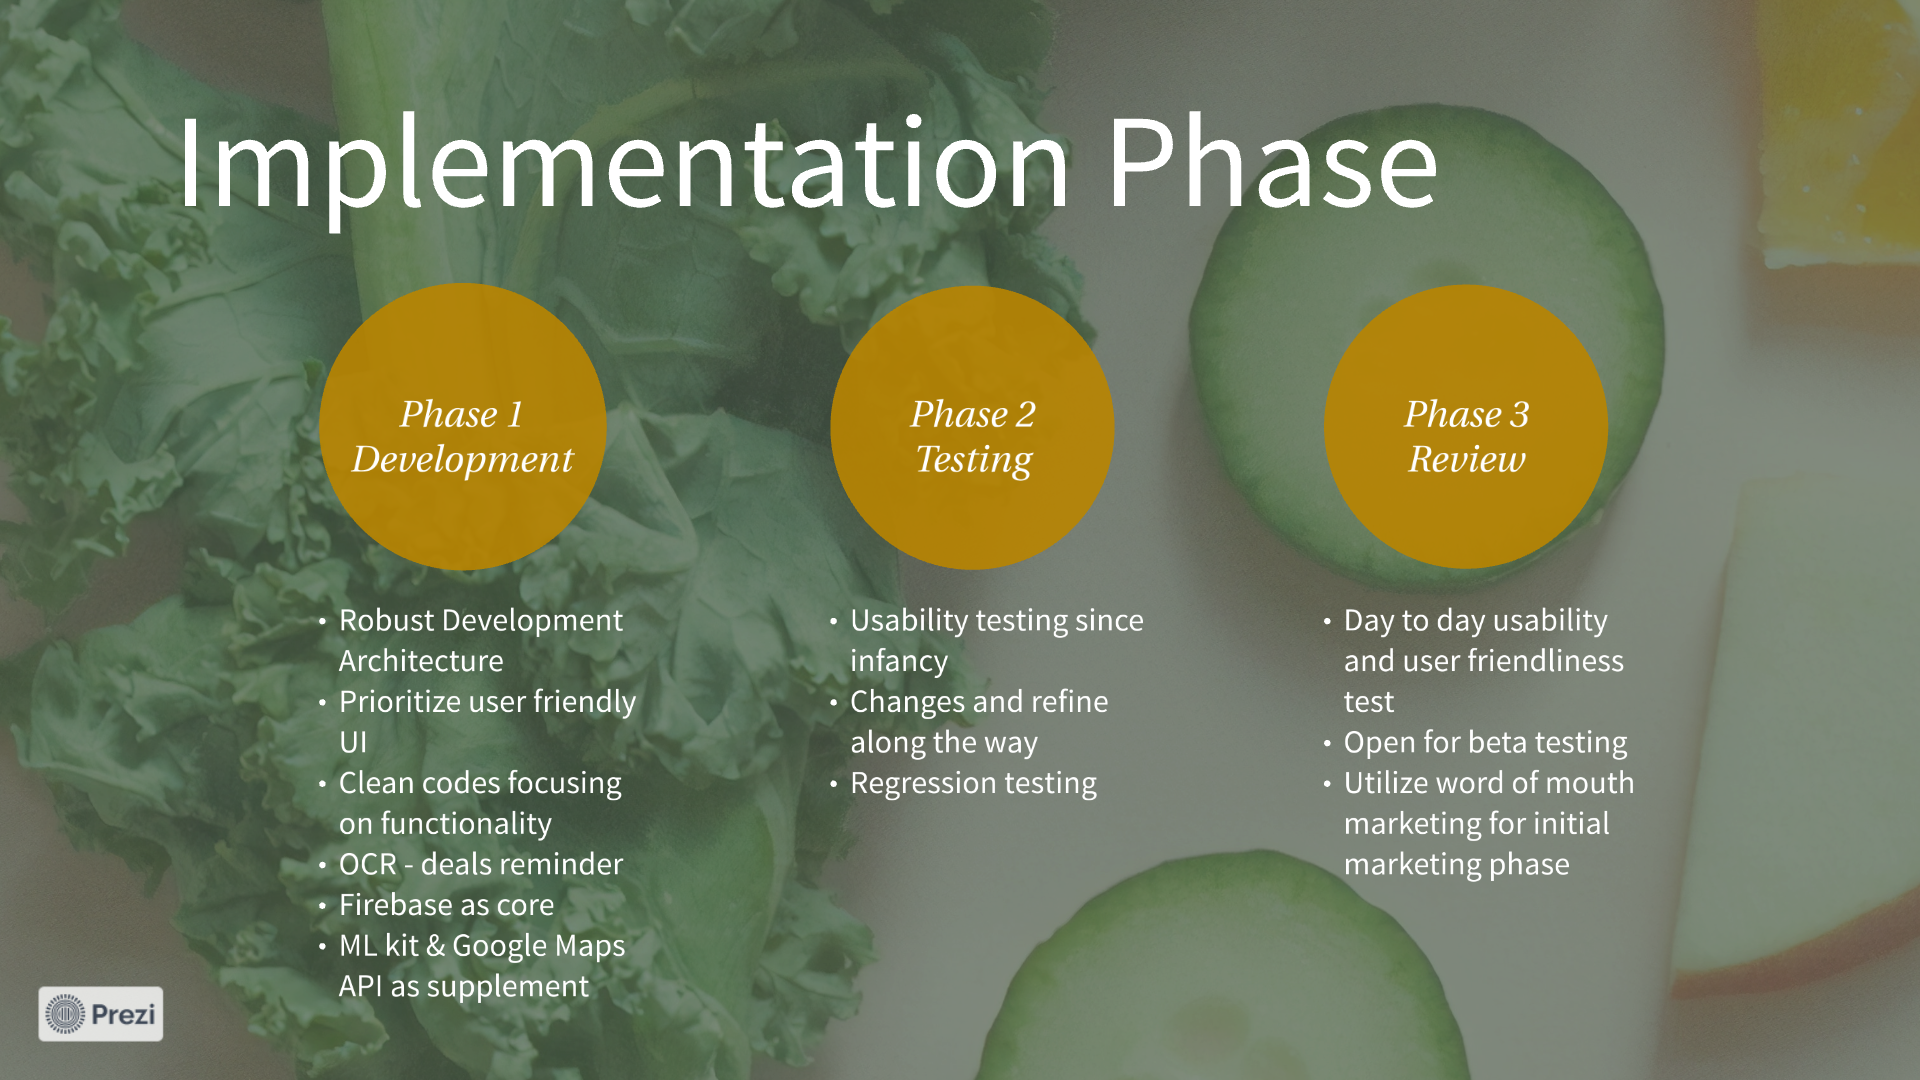 Implementation Phase
Phase 1
Development
• Robust Development
Architecture
• Prioritize user friendly
UI
• Clean codes focusing
on functionality
• OCR - deals reminder
• Firebase as core
• ML kit & Google Maps
API as supplement
Phase 2
Testing
• Usability testing since
infancy
• Changes and refine
along the way
• Regression testing
Phase 3
Review
• Day to day usability
and user friendliness
test
• Open for beta testing
• Utilize word of mouth
marketing for initial
marketing phase
Prezi